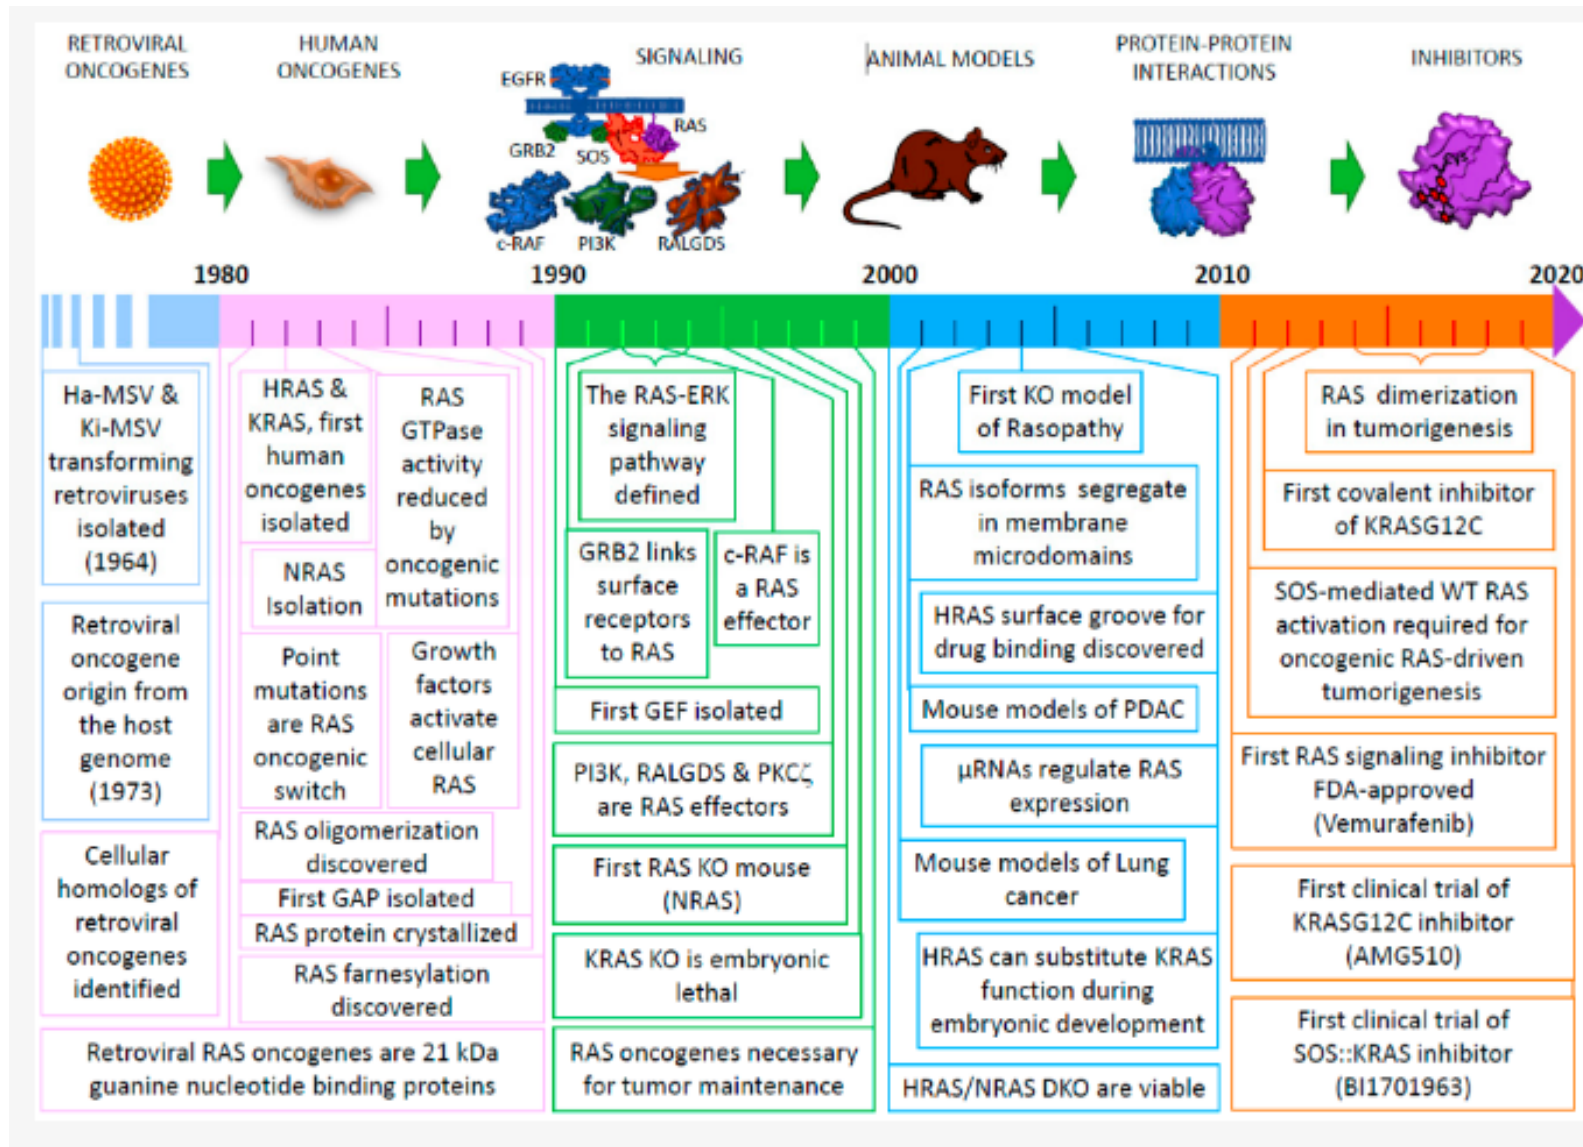 RETROVIRAL
ONCOGENES
HUMAN
ONCOGENES
SIGNALING
EGFR
GRB2
SOS
RAS
c-RAF
PI3K
RALGDS
ANIMAL MODELS
PROTEIN-PROTEIN
INTERACTIONS
INHIBITORS
1980
1990
2000
2010
2020
Ha-MSV &
Ki-MSV
transforming
retroviruses
isolated
(1964)
Retroviral
oncogene
origin from
the host
genome
(1973)
Cellular
homologs of
retroviral
oncogenes
identified
HRAS &
KRAS, first
human
oncogenes
isolated
NRAS
Isolation
Point
mutations
are RAS
oncogenic
switch
RAS
GTPase
activity
reduced
by
oncogenic
mutations
Growth
factors
activate
cellular
RAS
RAS oligomerization
discovered
First GAP isolated
RAS protein crystallized
RAS farnesylation
discovered
Retroviral RAS oncogenes are 21 kDa
guanine nucleotide binding proteins
The RAS-ERK
signaling
pathway
defined
GRB2 links
surface
receptors
to RAS
c-RAF is
a RAS
effector
First GEF isolated
PI3K, RALGDS & PKCζ
are RAS effectors
First RAS KO mouse
(NRAS)
KRAS KO is embryonic
lethal
RAS oncogenes necessary
for tumor maintenance
First KO model
of Rasopathy
RAS isoforms segregate
in membrane
microdomains
HRAS surface groove for
drug binding discovered
Mouse models of PDAC
µRNAs regulate RAS
expression
Mouse models of Lung
cancer
HRAS can substitute KRAS
function during
embryonic development
HRAS/NRAS DKO are viable
RAS dimerization
in tumorigenesis
First covalent inhibitor
of KRASG12C
SOS-mediated WT RAS
activation required for
oncogenic RAS-driven
tumorigenesis
First RAS signaling inhibitor
FDA-approved
(Vemurafenib)
First clinical trial of
KRASG12C inhibitor
(AMG510)
First clinical trial of
SOS::KRAS inhibitor
(BI1701963)